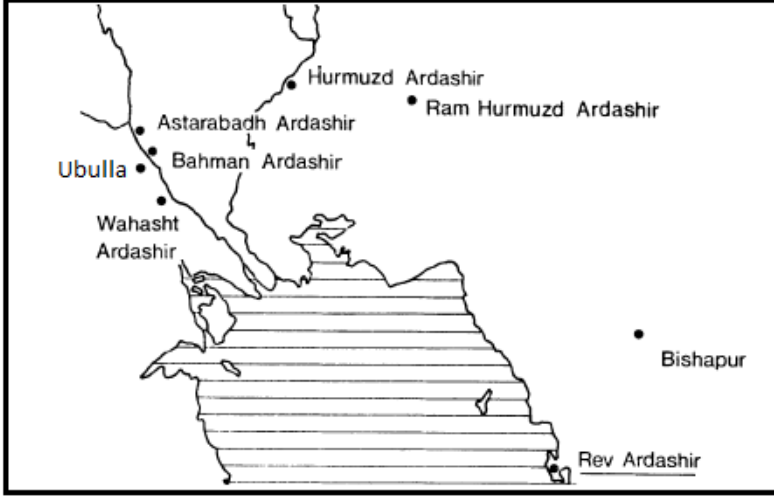 Hurmuzd Ardashir
Ram Hurmuzd Ardashir
Astarabadh Ardashir
Bahman Ardashir
Ubulla
Wahasht
Ardashir
Bishapur
Rev Ardashir